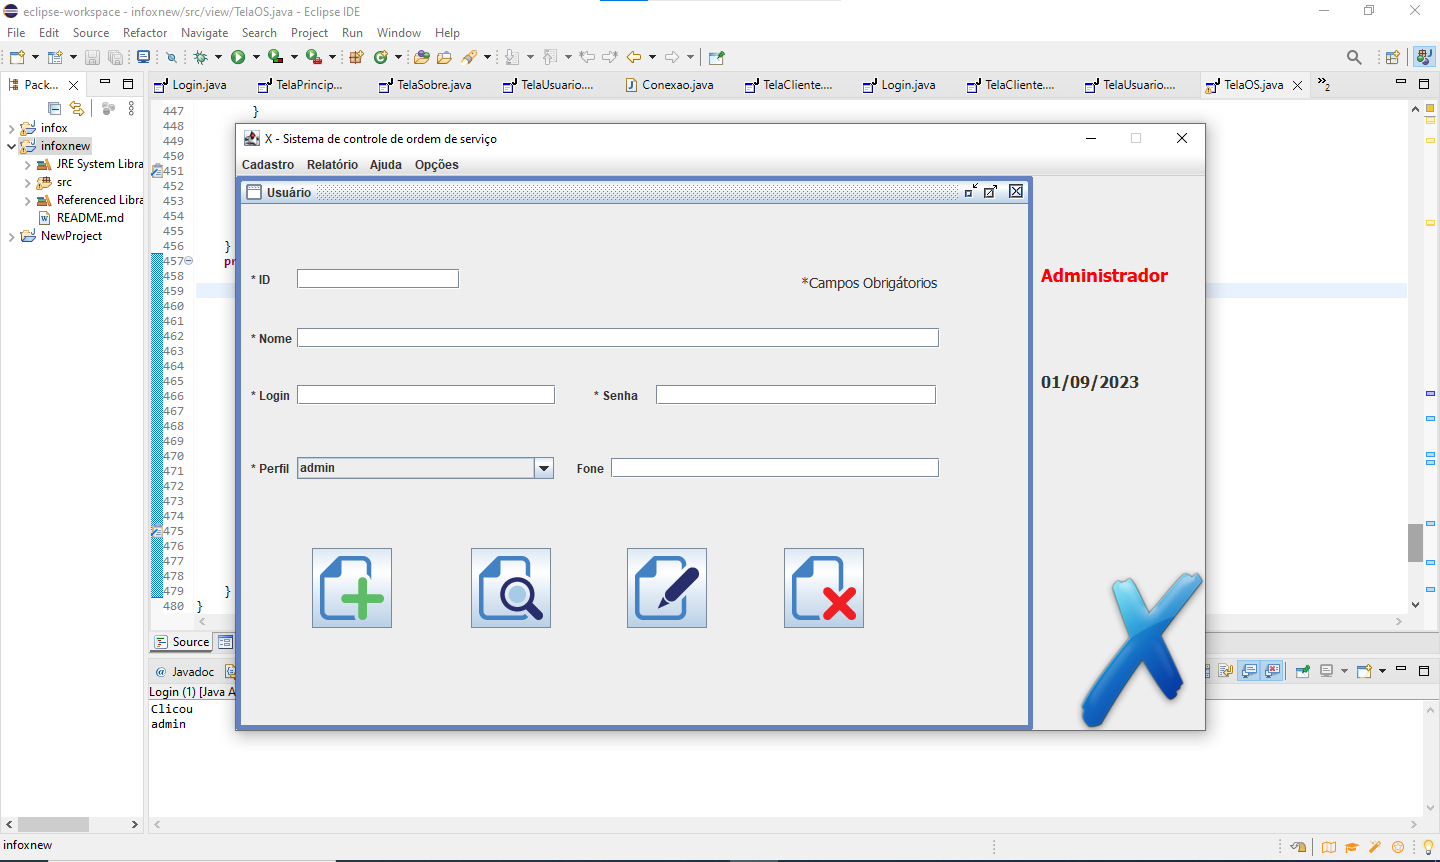 eclipse-workspace - infoxnew/src/view/TelaOS.java - Eclipse IDE
File Edit Source Refactor Navigate Search Project Run Window Help
Pack...
Login.java TelaPrincip... TelaSobre.java TelaUsuario.... Conexao.java TelaCliente.... Login.java TelaCliente.... TelaUsuario.... TelaOS.java »2
infox
infoxnew
JRE System Libra
src
Referenced Libra
README.md
NewProject
447 }
448
449
450
451
452
453
454
455
456 }
457 pr
458
459
460
461
462
463
464
465
466
467
468
469
470
471
472
473
474
475
476
477
478
479 }
480 }
X - Sistema de controle de ordem de serviço
Cadastro Relatório Ajuda Opções
Usuário
* ID
*Campos Obrigátorios
* Nome
* Login
* Senha
* Perfil admin
Fone
Administrador
01/09/2023
Source
@ Javadoc
Login (1) [Java A
Clicou
admin
infoxnew